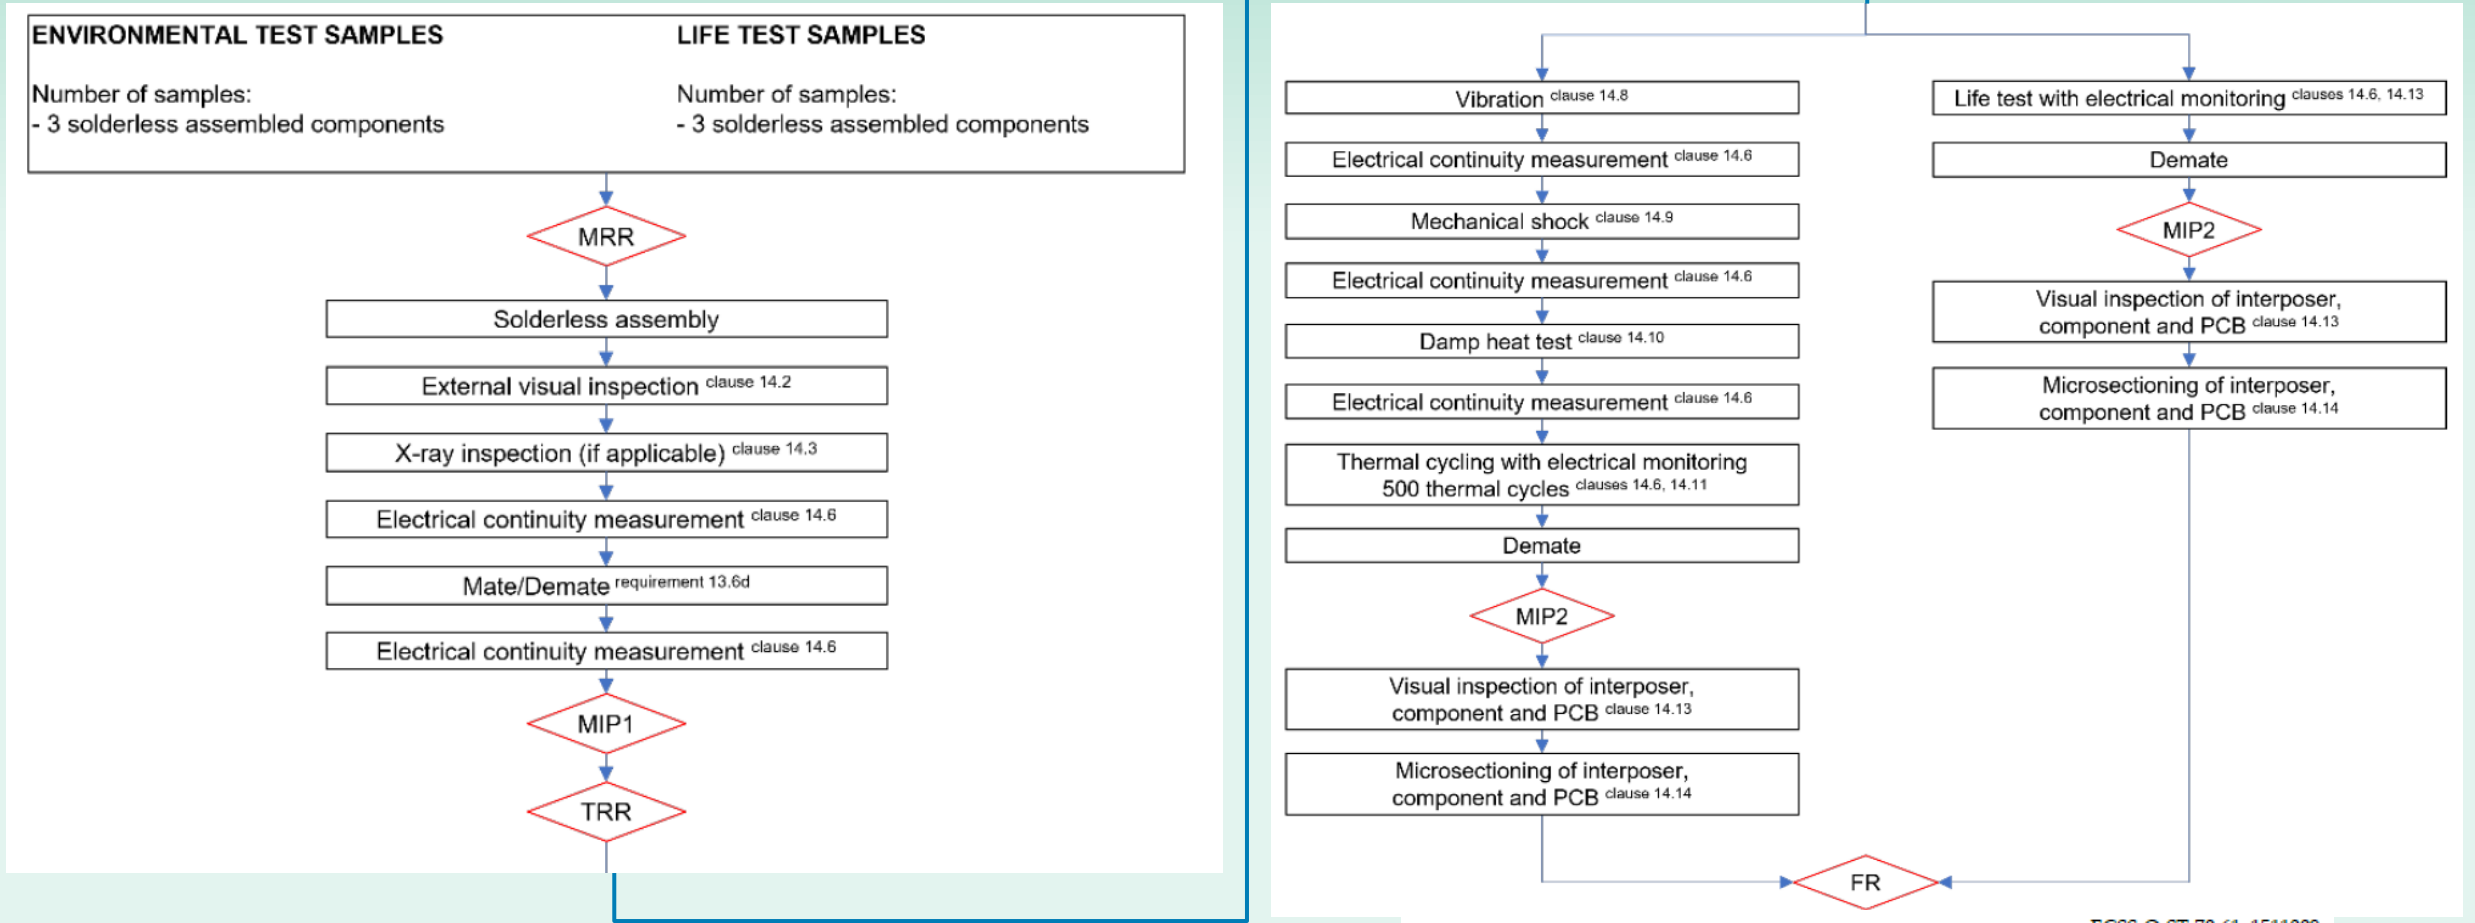 ENVIRONMENTAL TEST SAMPLES
Number of samples:
- 3 solderless assembled components
LIFE TEST SAMPLES
Number of samples:
- 3 solderless assembled components
MRR
Solderless assembly
External visual inspection clause 14.2
X-ray inspection (if applicable) clause 14.3
Electrical continuity measurement clause 14.6
Mate/Demate requirement 13.6d
Electrical continuity measurement clause 14.6
MIP1
TRR
Vibration clause 14.8
Electrical continuity measurement clause 14.6
Mechanical shock clause 14.9
Electrical continuity measurement clause 14.6
Damp heat test clause 14.10
Electrical continuity measurement clause 14.6
Thermal cycling with electrical monitoring
500 thermal cycles clauses 14.6, 14.11
Demate
MIP2
Visual inspection of interposer,
component and PCB clause 14.13
Microsectioning of interposer,
component and PCB clause 14.14
Life test with electrical monitoring clauses 14.6, 14.13
Demate
MIP2
Visual inspection of interposer,
component and PCB clause 14.13
Microsectioning of interposer,
component and PCB clause 14.14
FR